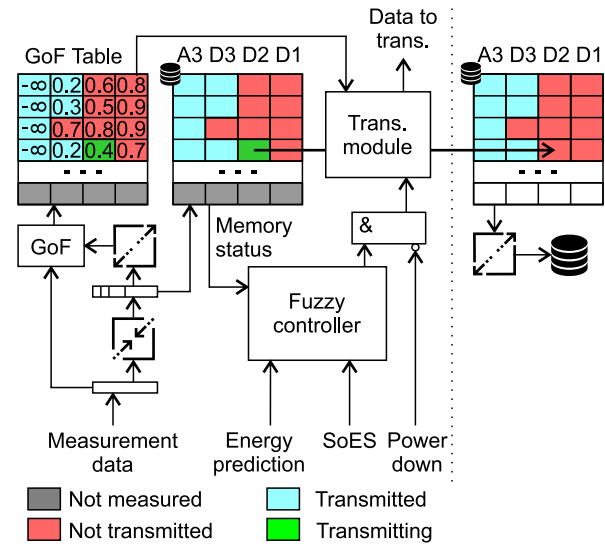 Data to
trans.
GoF Table
A3 D3 D2 D1
A3 D3 D2 D1
-∞ 0.2 0.6 0.8
-∞ 0.3 0.5 0.9
-∞ 0.7 0.8 0.9
-∞ 0.2 0.4 0.7
- - -
- - -
- - -
Trans.
module
GoF
Memory
status
&
Fuzzy
controller
Measurement
data
Energy
prediction
SoES
Power
down
Not measured
Transmitted
Not transmitted
Transmitting